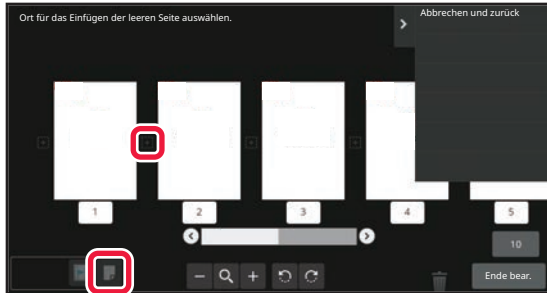 Ort für das Einfügen der leeren Seite auswählen.
Abbrechen und zurück
1
2
3
4
5
10
Ende bear.